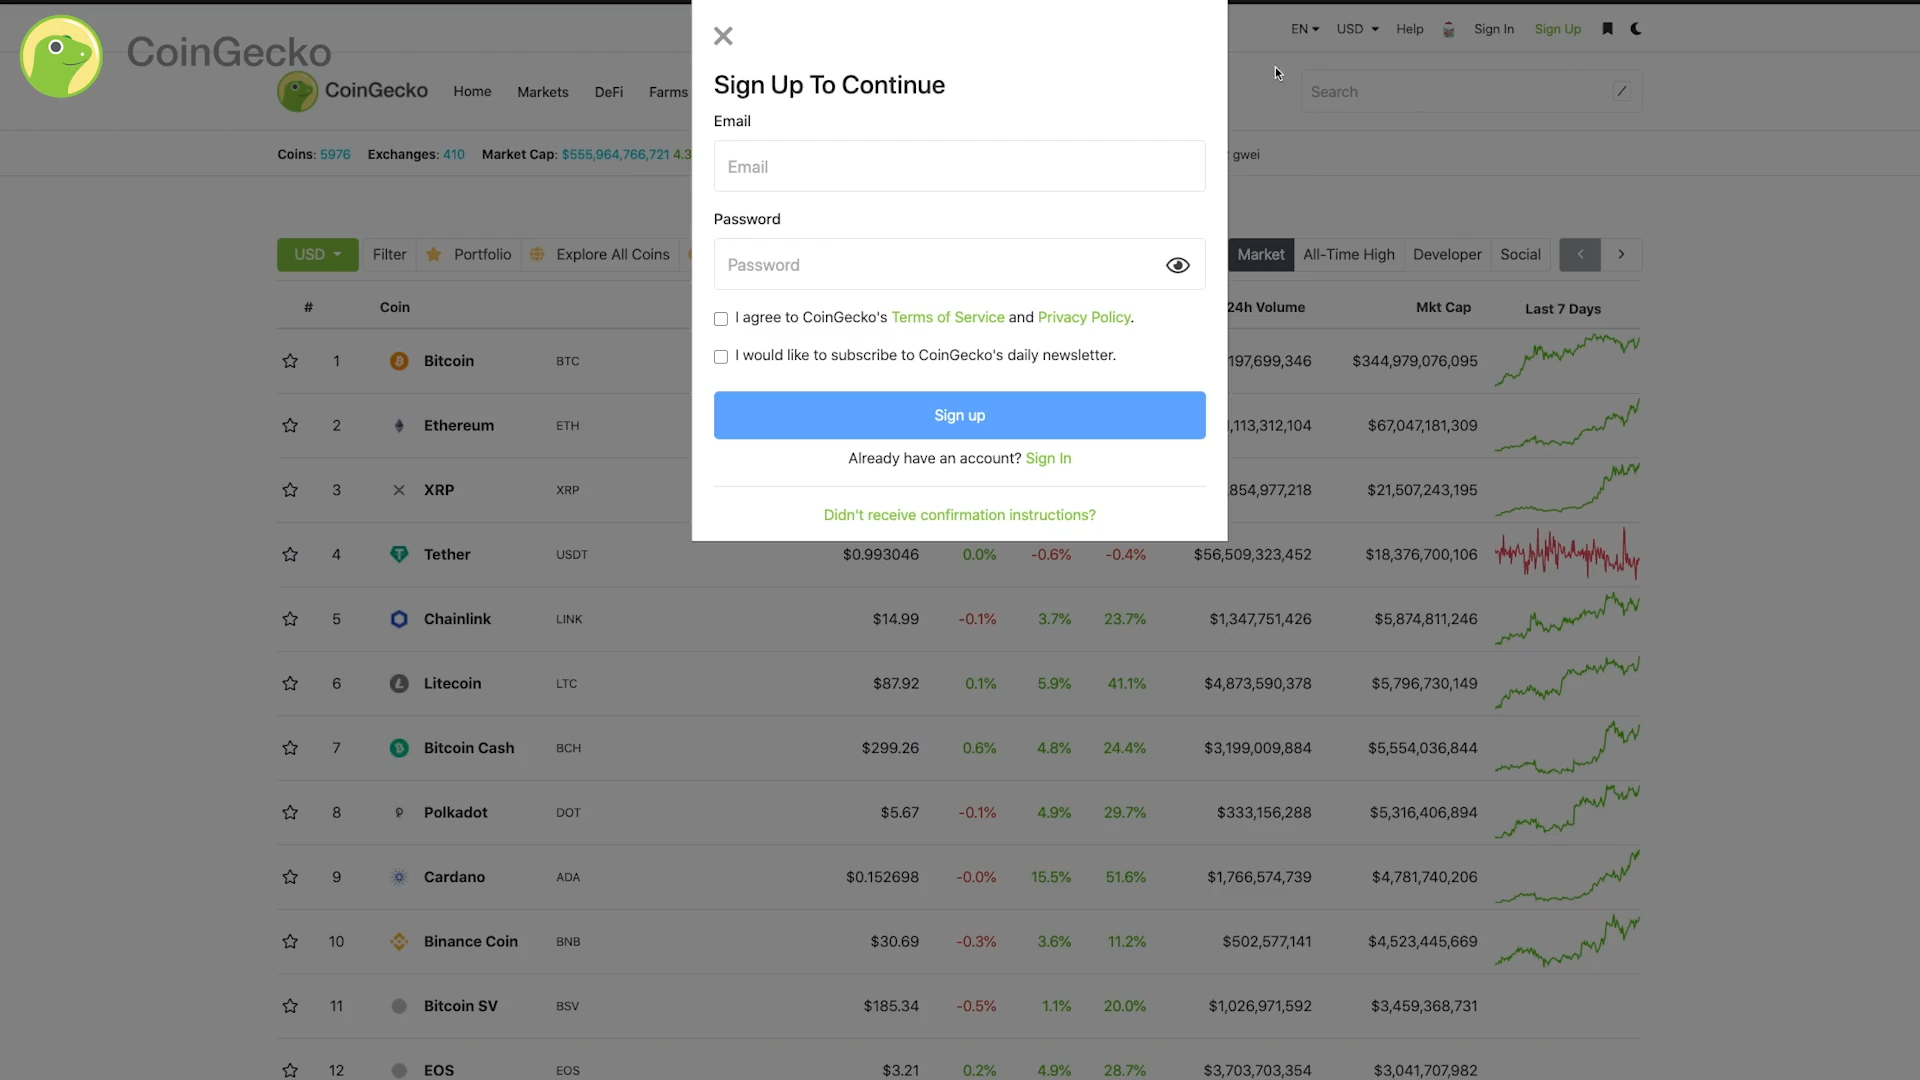 CoinGecko
EN USD Help Sign In Sign Up
CoinGecko Home Markets DeFi Farms
Search /
Coins: 5976 Exchanges: 410 Market Cap: $555,964,766,721 4.3
gwei
Sign Up To Continue
Email
Email
Password
Password
I agree to CoinGecko's Terms of Service and Privacy Policy.
I would like to subscribe to CoinGecko's daily newsletter.
Sign up
Already have an account? Sign In
Didn't receive confirmation instructions?
USD Filter Portfolio Explore All Coins
Market All-Time High Developer Social
# Coin 24h Volume Mkt Cap Last 7 Days
1 Bitcoin BTC 197,699,346 $344,979,076,095
2 Ethereum ETH ,113,312,104 $67,047,181,309
3 XRP XRP 854,977,218 $21,507,243,195
4 Tether USDT $0.993046 0.0% -0.6% -0.4% $56,509,323,452 $18,376,700,106
5 Chainlink LINK $14.99 -0.1% 3.7% 23.7% $1,347,751,426 $5,874,811,246
6 Litecoin LTC $87.92 0.1% 5.9% 41.1% $4,873,590,378 $5,796,730,149
7 Bitcoin Cash BCH $299.26 0.6% 4.8% 24.4% $3,199,009,884 $5,554,036,844
8 Polkadot DOT $5.67 -0.1% 4.9% 29.7% $333,156,288 $5,316,406,894
9 Cardano ADA $0.152698 -0.0% 15.5% 51.6% $1,766,574,739 $4,781,740,206
10 Binance Coin BNB $30.69 -0.3% 3.6% 11.2% $502,577,141 $4,523,445,669
11 Bitcoin SV BSV $185.34 -0.5% 1.1% 20.0% $1,026,971,592 $3,459,368,731
12 EOS EOS $3.21 0.2% 4.9% 28.7% $3,703,703,354 $3,041,707,982